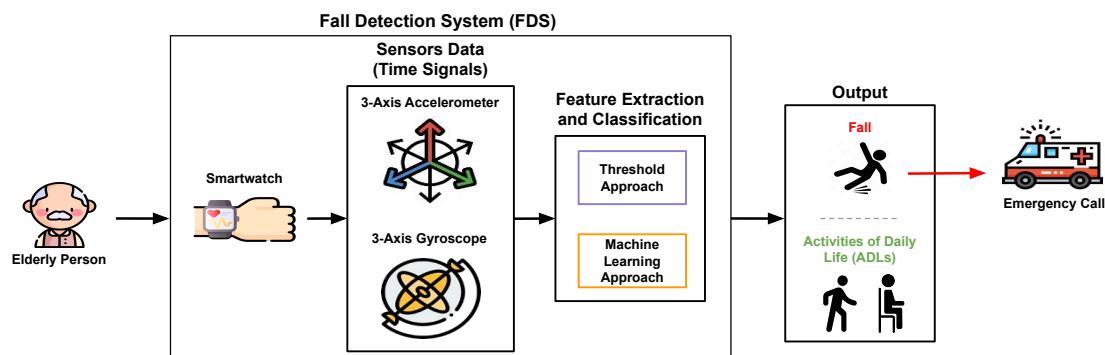 Fall Detection System (FDS)
Sensors Data
(Time Signals)
3-Axis Accelerometer
Feature Extraction
and Classification
Output
Fall
Smartwatch
Threshold
Approach
Emergency Call
3-Axis Gyroscope
Elderly Person
Machine
Learning
Approach
Activities of Daily
Life (ADLs)